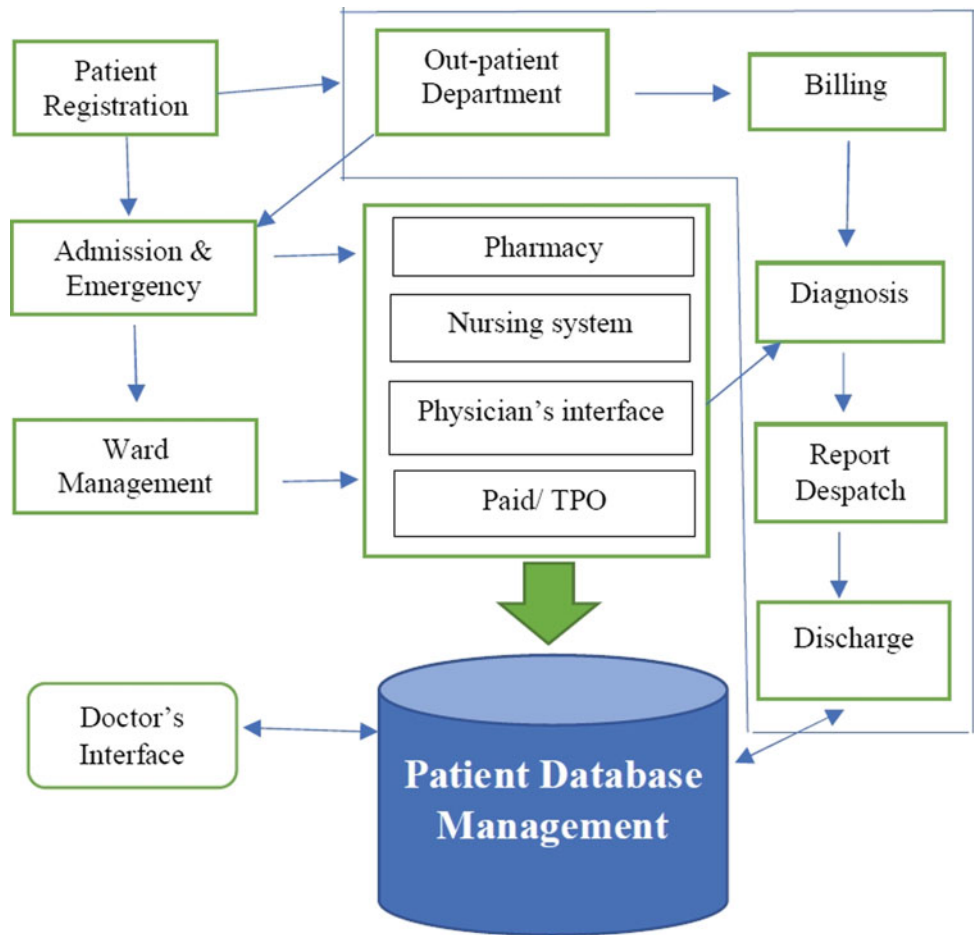 Patient
Registration
Out-patient
Department
Billing
Admission &
Emergency
Pharmacy
Nursing system
Physician’s interface
Paid/ TPO
Diagnosis
Ward
Management
Report
Despatch
Discharge
Doctor’s
Interface
Patient Database
Management